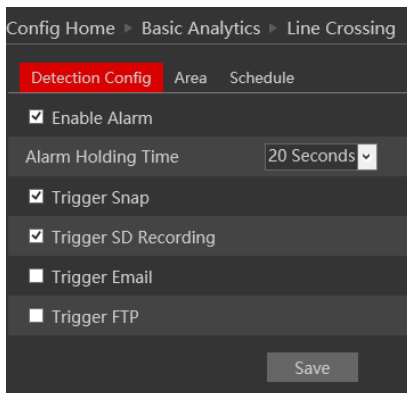 Config Home ▶ Basic Analytics ▶ Line Crossing
Detection Config Area Schedule
Enable Alarm
Alarm Holding Time 20 Seconds
Trigger Snap
Trigger SD Recording
Trigger Email
Trigger FTP
Save